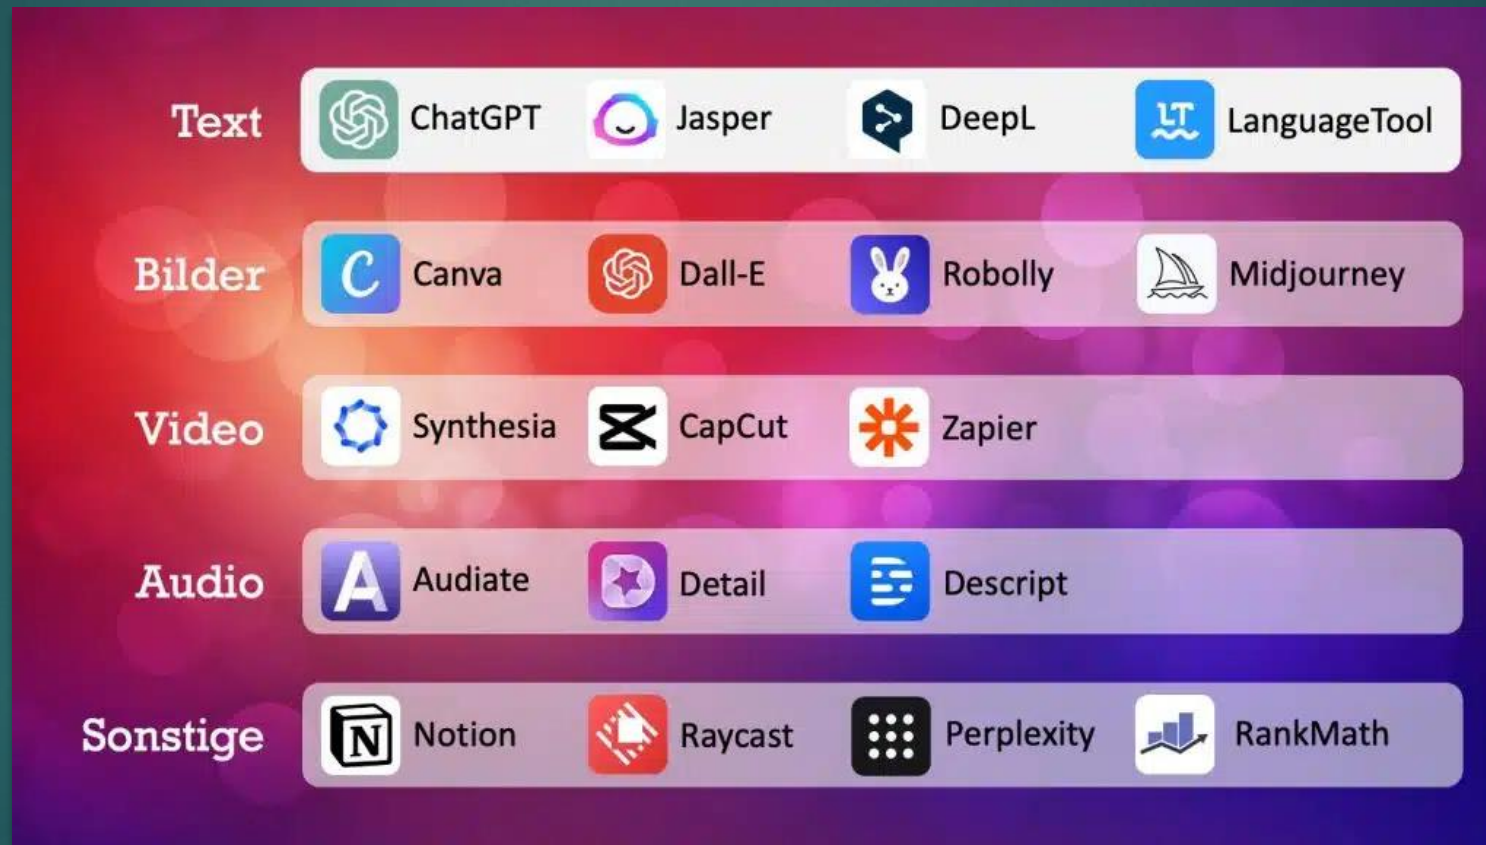 Text ChatGPT Jasper DeepL LT LanguageTool
Bilder C Canva Dall-E Robolly Midjourney
Video Synthesia CapCut Zapier
Audio A Audiate Detail Descript
Sonstige N Notion Raycast Perplexity RankMath